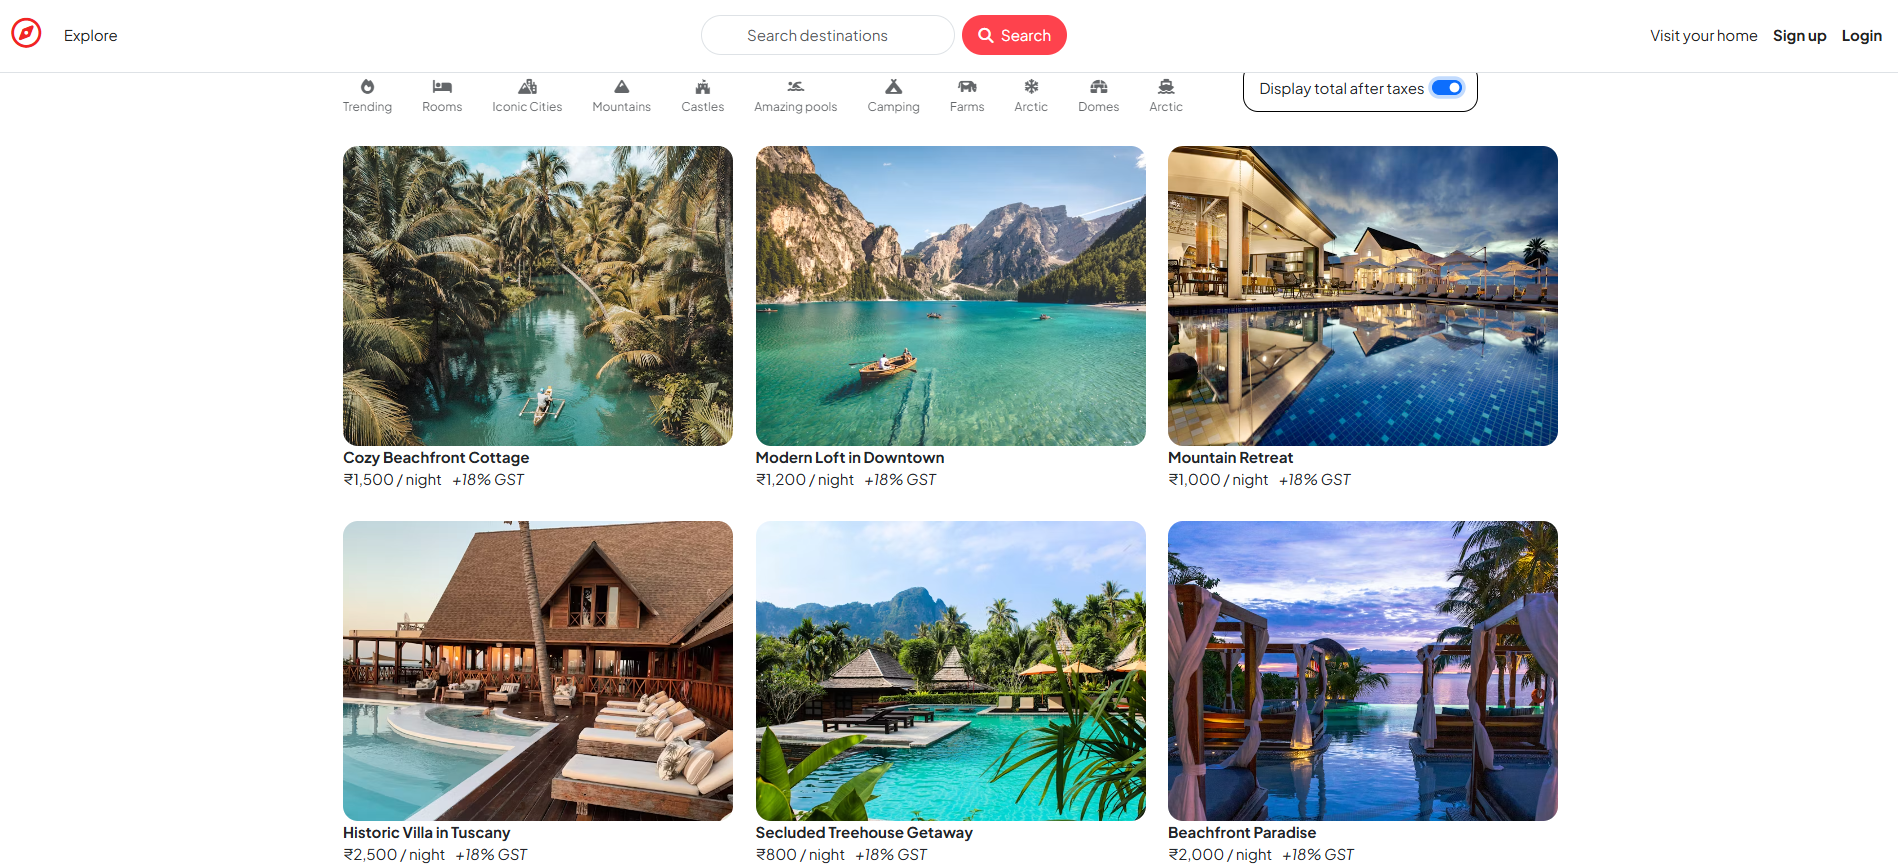 Explore
Search destinations
Search
Visit your home
Sign up
Login
Trending
Rooms
Iconic Cities
Mountains
Castles
Amazing pools
Camping
Farms
Arctic
Domes
Arctic
Display total after taxes
Cozy Beachfront Cottage
₹1,500 / night +18% GST
Modern Loft in Downtown
₹1,200 / night +18% GST
Mountain Retreat
₹1,000 / night +18% GST
Historic Villa in Tuscany
₹2,500 / night +18% GST
Secluded Treehouse Getaway
₹800 / night +18% GST
Beachfront Paradise
₹2,000 / night +18% GST